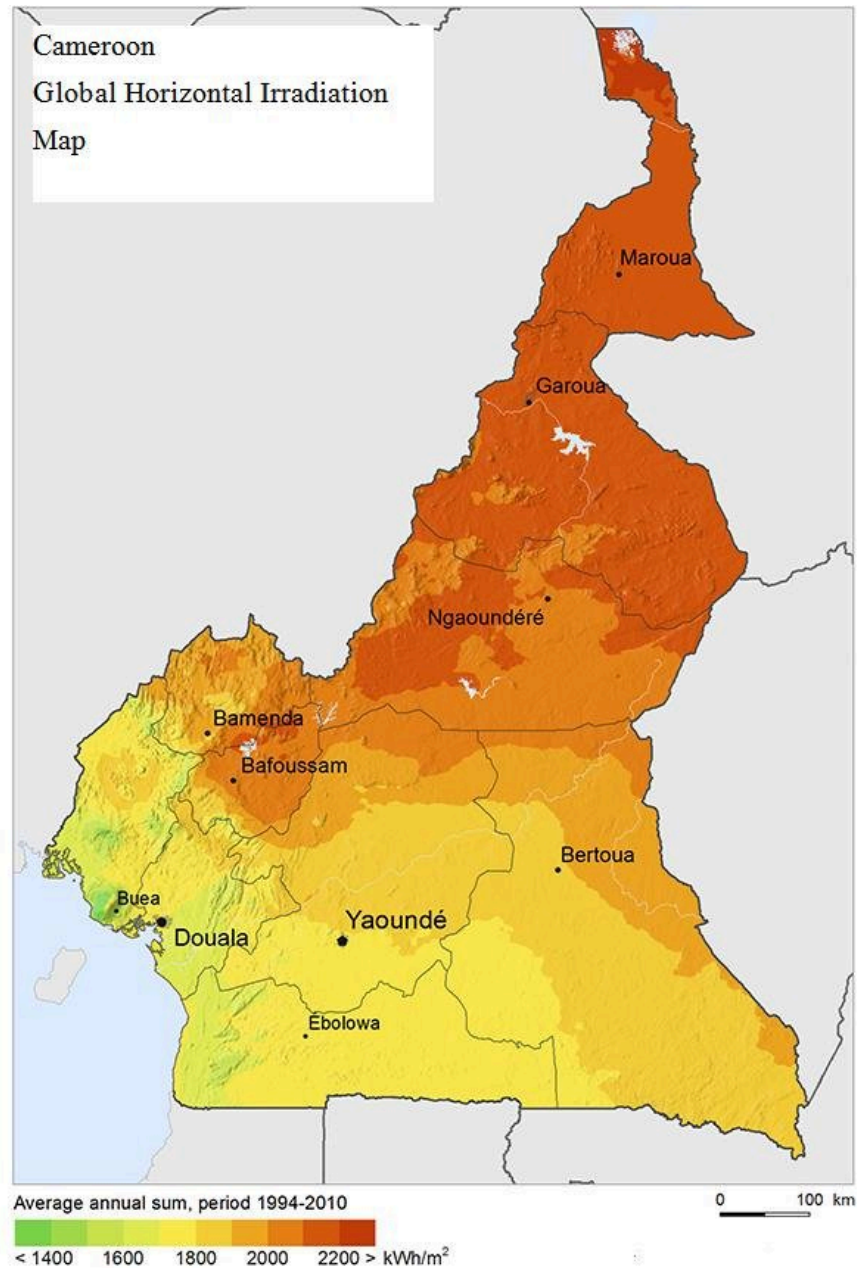 Cameroon
Global Horizontal Irradiation
Map
Maroua
Garoua
Ngaoundéré
Bamenda
Bafoussam
Bertoua
Buea
Yaoundé
Douala
Ebolowa
Average annual sum, period 1994-2010
0 100 km
< 1400 1600 1800 2000 2200 > kWh/m²